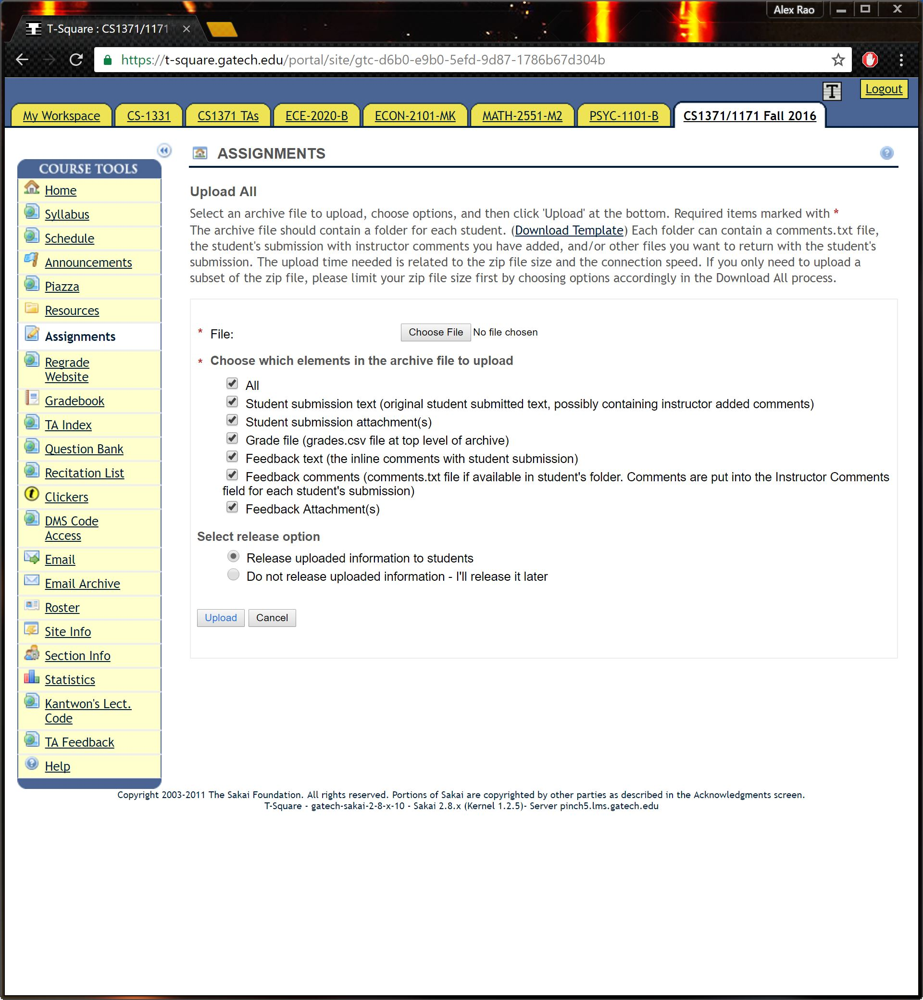 Alex Rao
T-Square : CS1371/1171
https://t-square.gatech.edu/portal/site/gtc-d6b0-e9b0-5efd-9d87-1786b67d304b
T
Logout
My Workspace CS-1331 CS1371 TAs ECE-2020-B ECON-2101-MK MATH-2551-M2 PSYC-1101-B CS1371/1171 Fall 2016
COURSE TOOLS
Home
Syllabus
Schedule
Announcements
Piazza
Resources
Assignments
Regrade
Website
Gradebook
TA Index
Question Bank
Recitation List
Clickers
DMS Code
Access
Email
Email Archive
Roster
Site Info
Section Info
Statistics
Kantwon's Lect.
Code
TA Feedback
Help
ASSIGNMENTS
Upload All
Select an archive file to upload, choose options, and then click 'Upload' at the bottom. Required items marked with *
The archive file should contain a folder for each student. (Download Template) Each folder can contain a comments.txt file,
the student's submission with instructor comments you have added, and/or other files you want to return with the student's
submission. The upload time needed is related to the zip file size and the connection speed. If you only need to upload a
subset of the zip file, please limit your zip file size first by choosing options accordingly in the Download All process.
* File: Choose File No file chosen
* Choose which elements in the archive file to upload
All
Student submission text (original student submitted text, possibly containing instructor added comments)
Student submission attachment(s)
Grade file (grades.csv file at top level of archive)
Feedback text (the inline comments with student submission)
Feedback comments (comments.txt file if available in student's folder. Comments are put into the Instructor Comments
field for each student's submission)
Feedback Attachment(s)
Select release option
Release uploaded information to students
Do not release uploaded information - I'll release it later
Upload Cancel
Copyright 2003-2011 The Sakai Foundation. All rights reserved. Portions of Sakai are copyrighted by other parties as described in the Acknowledgments screen.
T-Square - gatech-sakai-2-8-x-10 - Sakai 2.8.x (Kernel 1.2.5)- Server pinch5.lms.gatech.edu